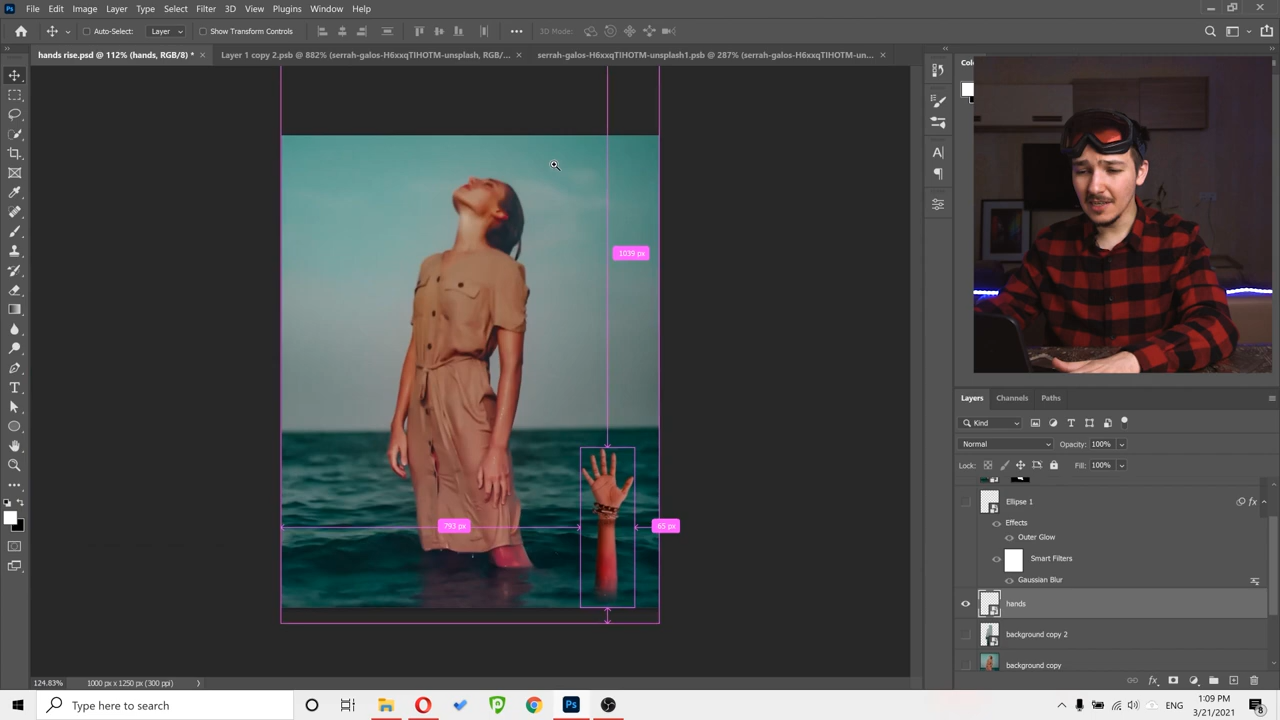 File Edit Image Layer Type Select Filter 3D View Plugins Window Help
Auto-Select: Layer Show Transform Controls 3D Mode:
hands rise.psd @ 112% (hands, RGB/8) * Layer 1 copy 2.psb @ 882% (serrah-galos-H6xxqTIHOTM-unsplash, RGB/... serrah-galos-H6xxqTIHOTM-unsplash1.psb @ 287% (serrah-galos-H6xxqTIHOTM-un...
1039 px
793 px
65 px
Layers Channels Paths
Kind
Normal Opacity: 100%
Lock: Fill: 100%
Ellipse 1 fx
Effects
Outer Glow
Smart Filters
Gaussian Blur
hands
background copy 2
background copy
124.83% 1000 px x 1250 px (300 ppi)
Type here to search
1:09 PM
3/21/2021
8